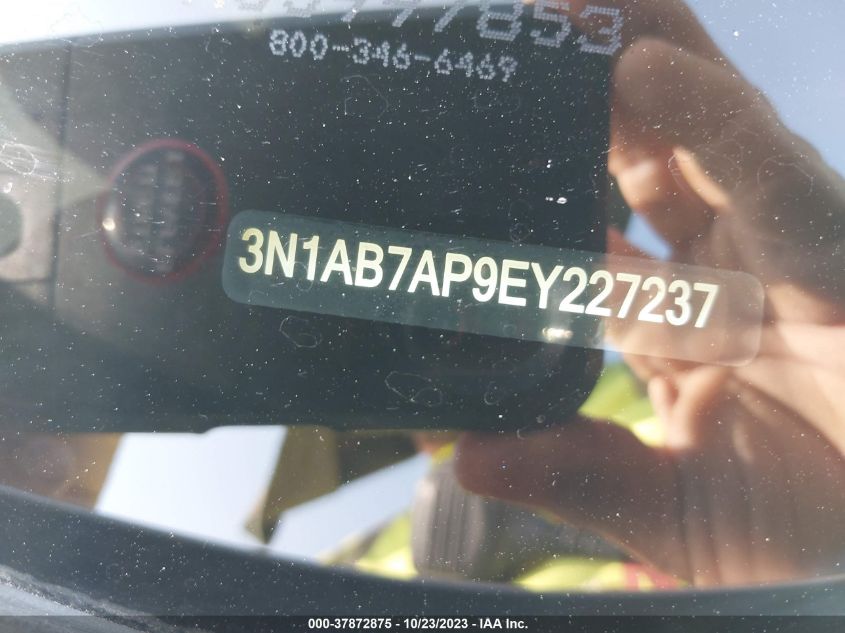 800-346-6469
3N1AB7AP9EY227237
000-37872875 - 10/23/2023 - IAA Inc.